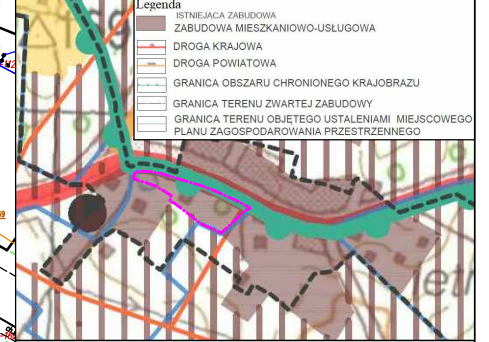 Legenda
ISTNIEJĄCA ZABUDOWA
ZABUDOWA MIESZKANIOWO-USŁUGOWA
DROGA KRAJOWA
DROGA POWIATOWA
GRANICA OBSZARU CHRONIONEGO KRAJOBRAZU
GRANICA TERENU ZWARTEJ ZABUDOWY
GRANICA TERENU OBJĘTEGO USTALENIAMI MIEJSCOWEGO
PLANU ZAGOSPODAROWANIA PRZESTRZENNEGO